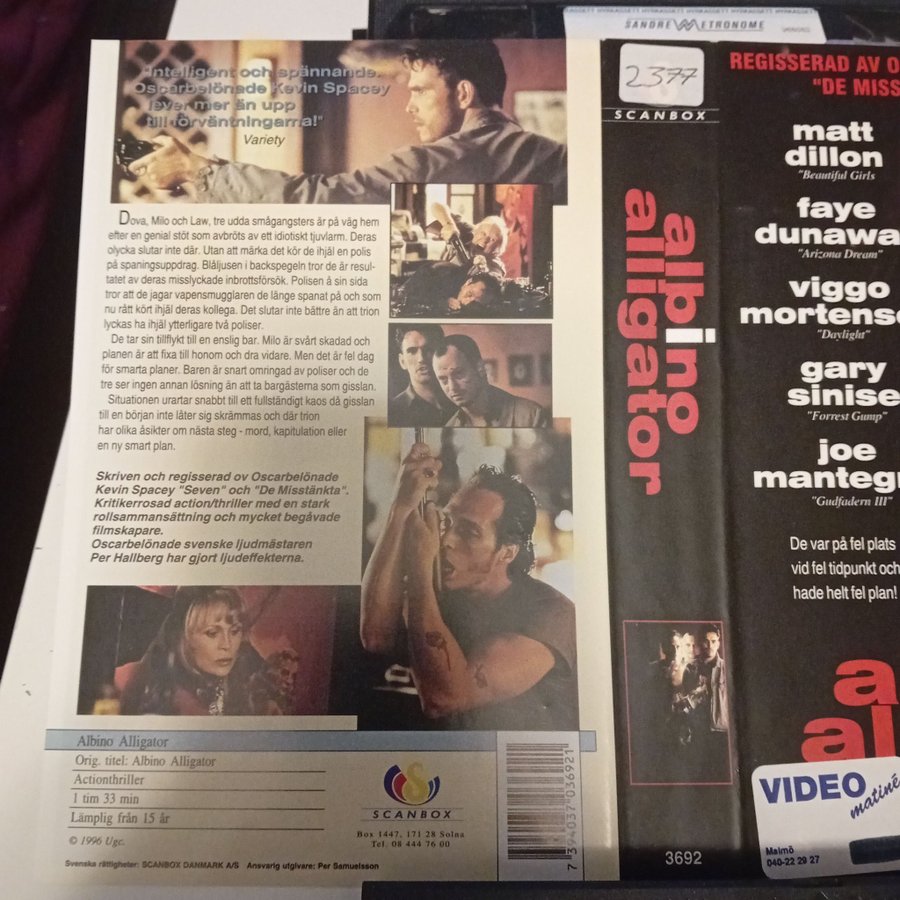 SANDREW METRONOME
"Intelligent och spännande.
Oscarbelönade Kevin Spacey
lever mer än upp
till förväntningarna!"
Variety
Dova, Milo och Law, tre udda smågangsters är på väg hem
efter en genial stöt som avbröts av ett idiotiskt tjuvlarm. Deras
olycka slutar inte där. Utan att märka det kör de ihjäl en polis
på spaningsuppdrag. Blåljusen i backspegeln tror de är resul-
tatet av deras misslyckade inbrottsförsök. Polisen å sin sida
tror att de jagar vapensmugglaren de länge spanat på och som
nu rått kört ihjäl deras kollega. Det slutar inte bättre än att trion
lyckas ha ihjäl ytterligare två poliser.
De tar sin tillflykt till en enslig bar. Milo är svårt skadad och
planen är att fixa till honom och dra vidare. Men det är fel dag
för smarta planer. Baren är snart omringad av poliser och de
tre ser ingen annan lösning än att ta bargästerna som gisslan.
Situationen urartar snabbt till ett fullständigt kaos då gisslan
till en början inte låter sig skrämmas och där trion
har olika åsikter om nästa steg - mord, kapitulation eller
en ny smart plan.
Skriven och regisserad ov Oscarbelönade
Kevin Spacey "Seven" och "De Misstänkta".
Kritikerrosad action/thriller med en stark
rollsammansättning och mycket begåvade
filmskapare.
Oscarbelönade svenske ljudmästaren
Per Hallberg har gjort ljudeffekterna.
Albino Alligator
Orig. titel: Albino Alligator
Actionthriller
1 tim 33 min
Lämplig från 15 år
© 1996 Ugc.
SCANBOX
Box 1447, 171 28 Solna
Tel. 08 444 76 00
7 394037 036921
Svenska rättigheter: SCANBOX DANMARK A/S Ansvarig utgivare: Per Samuelsson
2377
SCANBOX
albino
alligator
3692
REGISSERAD AV O
"DE MISS
matt
dillon
"Beautiful Girls
faye
dunawa
"Arizona Dream"
viggo
mortense
"Daylight"
gary
sinise
"Forrest Gump"
joe
mantegn
"Gudfadern III"
De var på fel plats
vid fel tidpunkt och
hade helt fel plan!
a
al
VIDEO
matiné
Malmö
040-22 29 27